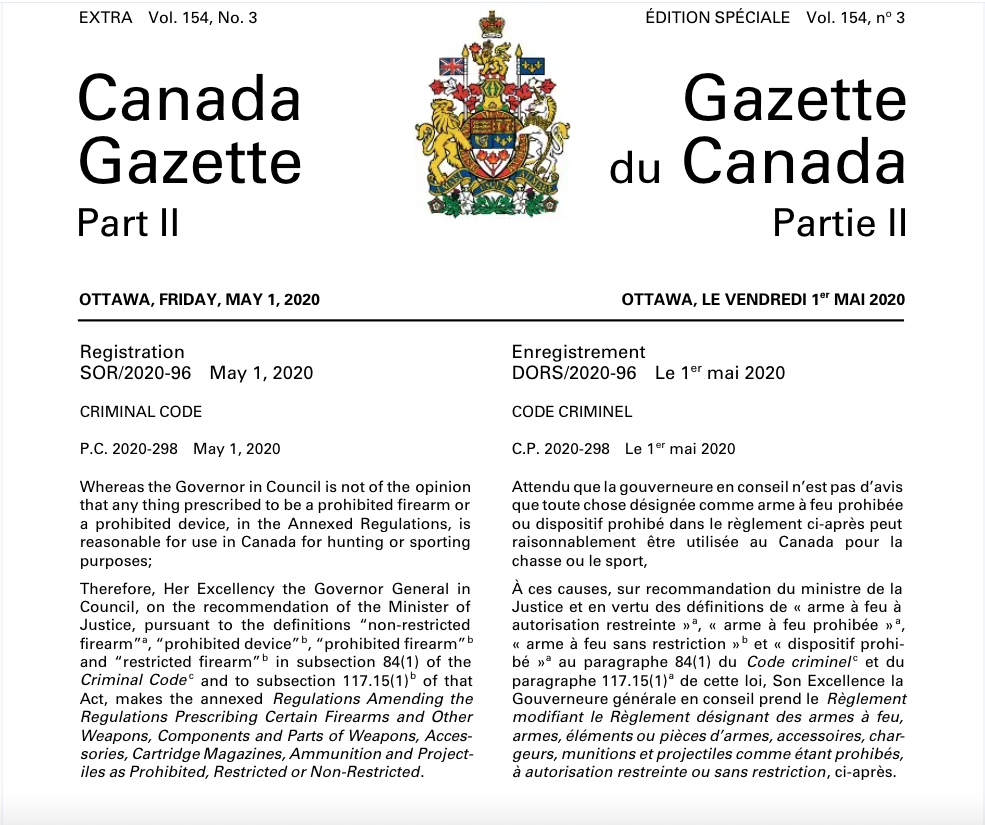 EXTRA Vol. 154, No. 3
ÉDITION SPÉCIALE Vol. 154, nº 3
Canada
Gazette
Part II
Gazette
du Canada
Partie II
OTTAWA, FRIDAY, MAY 1, 2020
OTTAWA, LE VENDREDI 1er MAI 2020
Registration
SOR/2020-96 May 1, 2020
CRIMINAL CODE
P.C. 2020-298 May 1, 2020
Whereas the Governor in Council is not of the opinion
that any thing prescribed to be a prohibited firearm or
a prohibited device, in the Annexed Regulations, is
reasonable for use in Canada for hunting or sporting
purposes;
Therefore, Her Excellency the Governor General in
Council, on the recommendation of the Minister of
Justice, pursuant to the definitions “non-restricted
firearm”a, “prohibited device”b, “prohibited firearm”b
and “restricted firearm”b in subsection 84(1) of the
Criminal Codec and to subsection 117.15(1)b of that
Act, makes the annexed Regulations Amending the
Regulations Prescribing Certain Firearms and Other
Weapons, Components and Parts of Weapons, Acces-
sories, Cartridge Magazines, Ammunition and Project-
iles as Prohibited, Restricted or Non-Restricted.
Enregistrement
DORS/2020-96 Le 1er mai 2020
CODE CRIMINEL
C.P. 2020-298 Le 1er mai 2020
Attendu que la gouverneure en conseil n’est pas d’avis
que toute chose désignée comme arme à feu prohibée
ou dispositif prohibé dans le règlement ci-après peut
raisonnablement être utilisée au Canada pour la
chasse ou le sport,
À ces causes, sur recommandation du ministre de la
Justice et en vertu des définitions de « arme à feu à
autorisation restreinte »a, « arme à feu prohibée »a,
« arme à feu sans restriction »b et « dispositif prohi-
bé »a au paragraphe 84(1) du Code criminelc et du
paragraphe 117.15(1)a de cette loi, Son Excellence la
Gouverneure générale en conseil prend le Règlement
modifiant le Règlement désignant des armes à feu,
armes, éléments ou pièces d’armes, accessoires, char-
geurs, munitions et projectiles comme étant prohibés,
à autorisation restreinte ou sans restriction, ci-après.